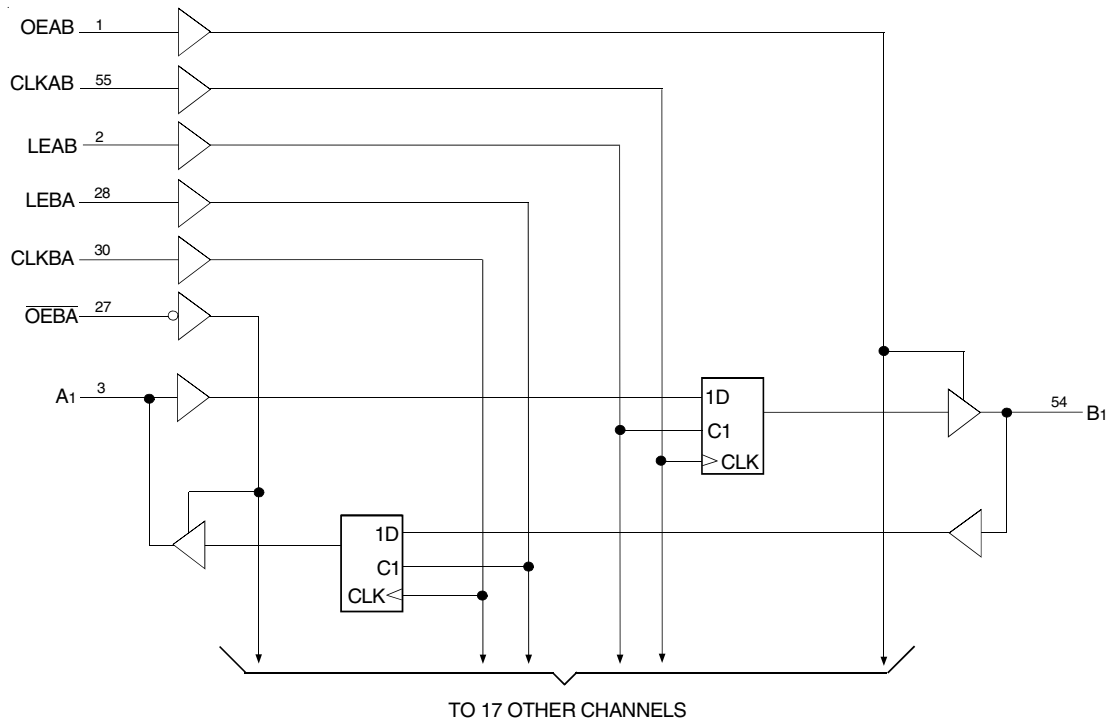 OEAB 1
CLKAB 55
LEAB 2
LEBA 28
CLKBA 30
OEBA 27
A1 3
1D
C1
CLK
54 B1
1D
C1
CLK
TO 17 OTHER CHANNELS